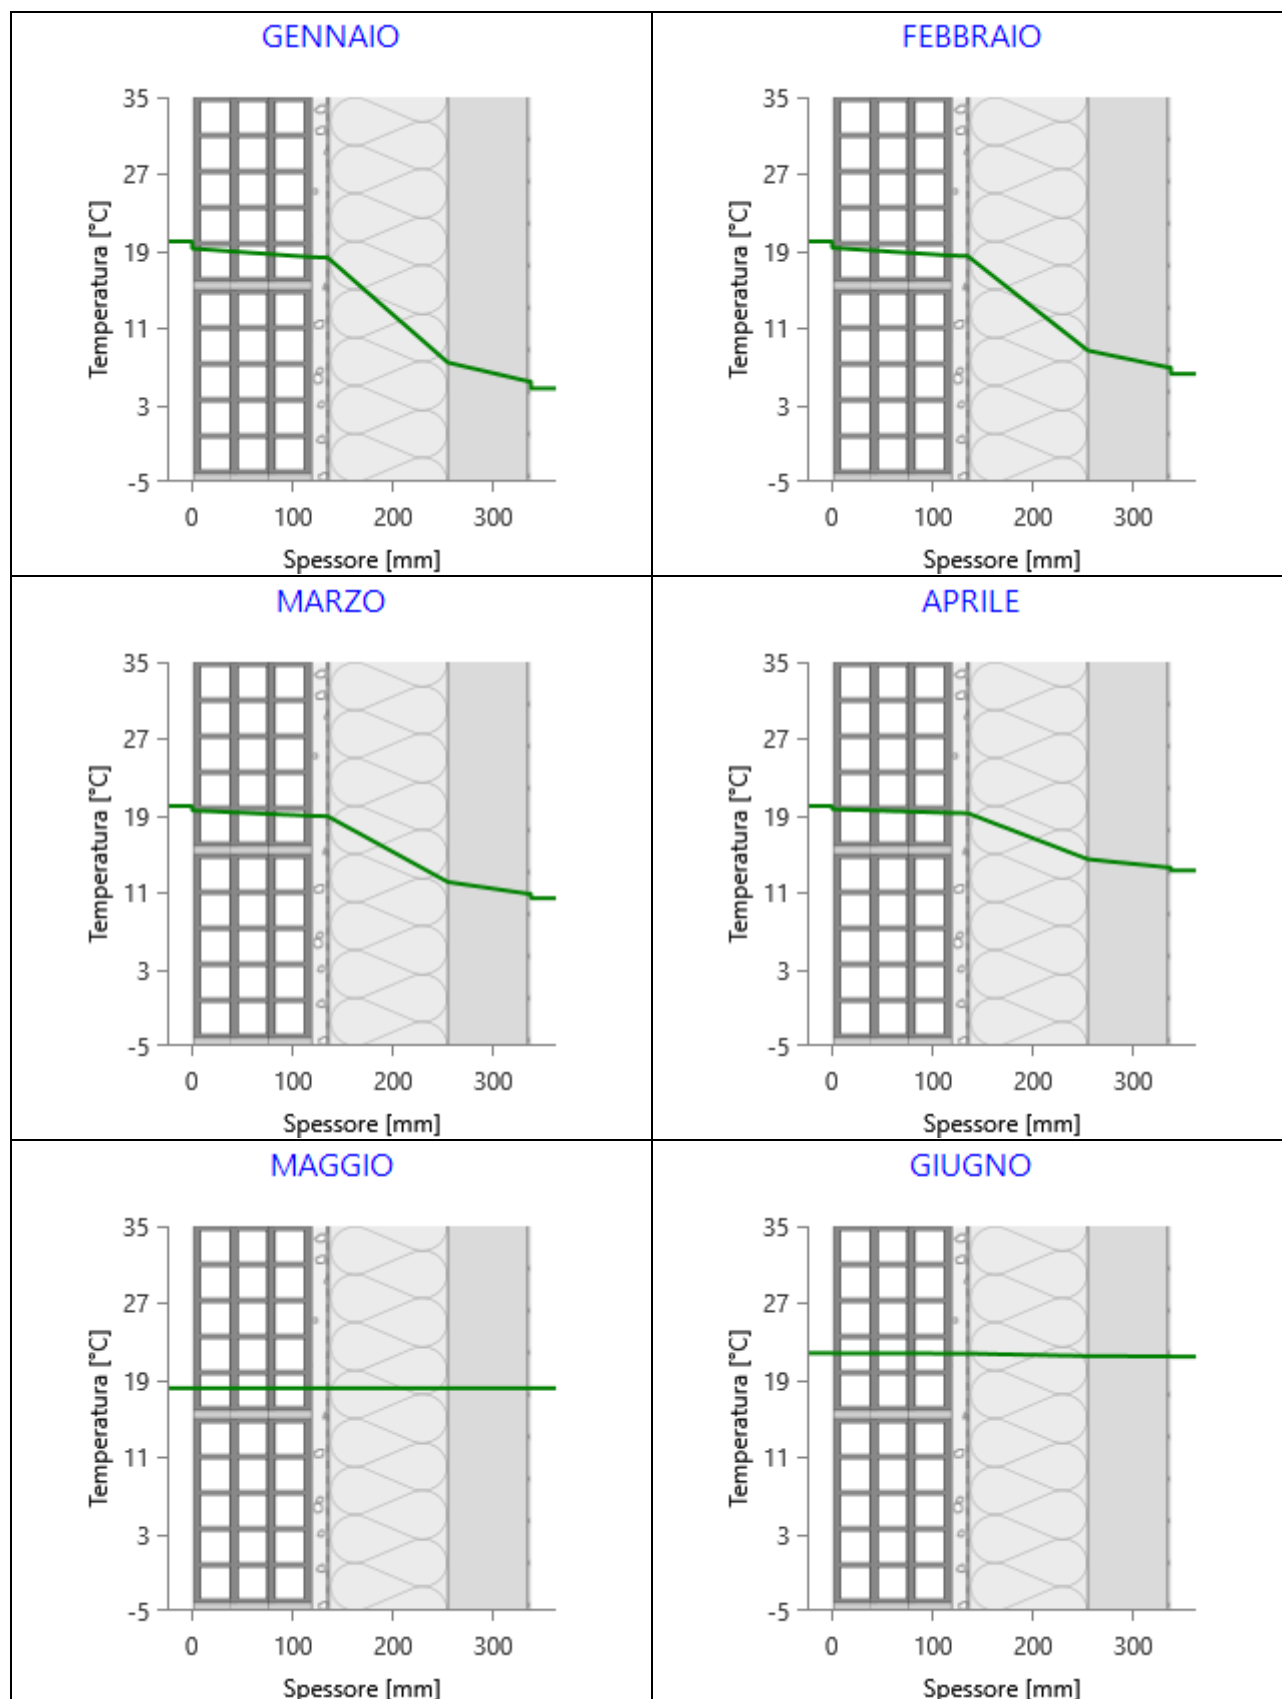 GENNAIO
35
27
19
11
3
-5
Temperatura [°C]
0 100 200 300
Spessore [mm]
FEBBRAIO
35
27
19
11
3
-5
Temperatura [°C]
0 100 200 300
Spessore [mm]
MARZO
35
27
19
11
3
-5
Temperatura [°C]
0 100 200 300
Spessore [mm]
APRILE
35
27
19
11
3
-5
Temperatura [°C]
0 100 200 300
Spessore [mm]
MAGGIO
35
27
19
11
3
-5
Temperatura [°C]
0 100 200 300
Spessore [mm]
GIUGNO
35
27
19
11
3
-5
Temperatura [°C]
0 100 200 300
Spessore [mm]